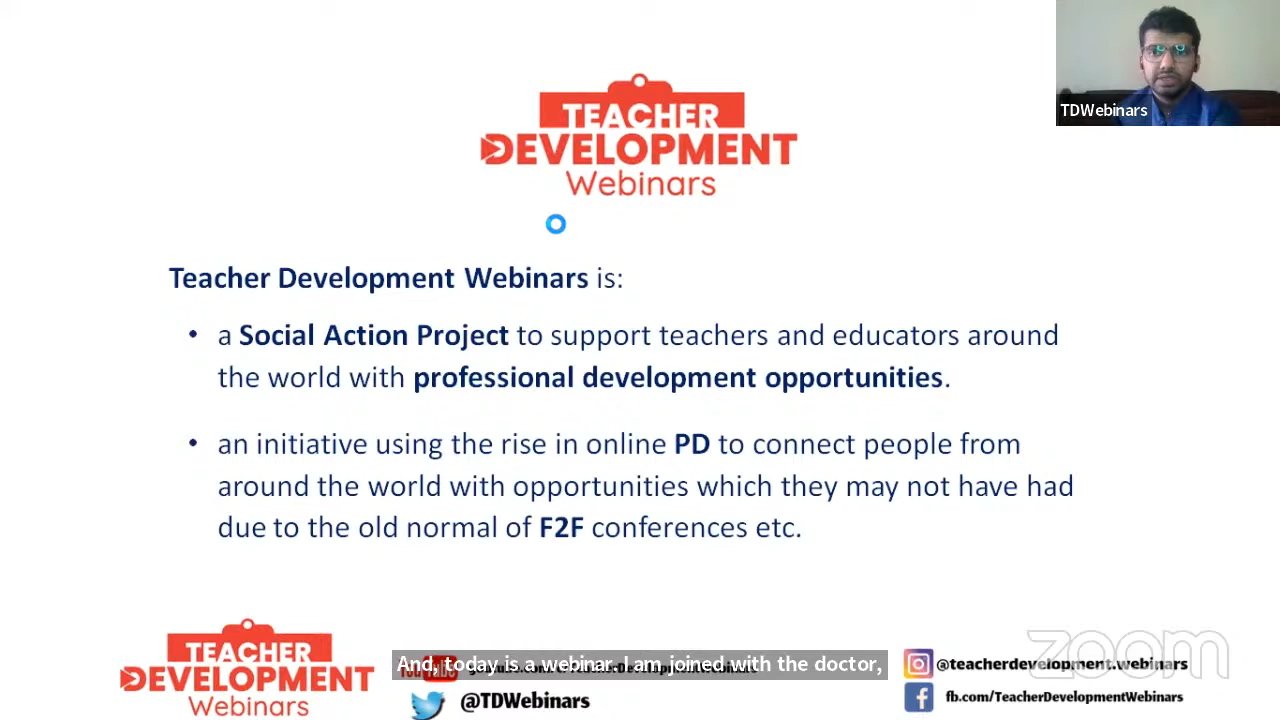 TDWebinars
TEACHER
DEVELOPMENT
Webinars
Teacher Development Webinars is:
• a Social Action Project to support teachers and educators around
the world with professional development opportunities.
• an initiative using the rise in online PD to connect people from
around the world with opportunities which they may not have had
due to the old normal of F2F conferences etc.
TEACHER
DEVELOPMENT
Webinars
And, today is a webinar. I am joined with the doctor,
@TDWebinars
@teacherdevelopment.webinars
fb.com/TeacherDevelopmentWebinars
zoom